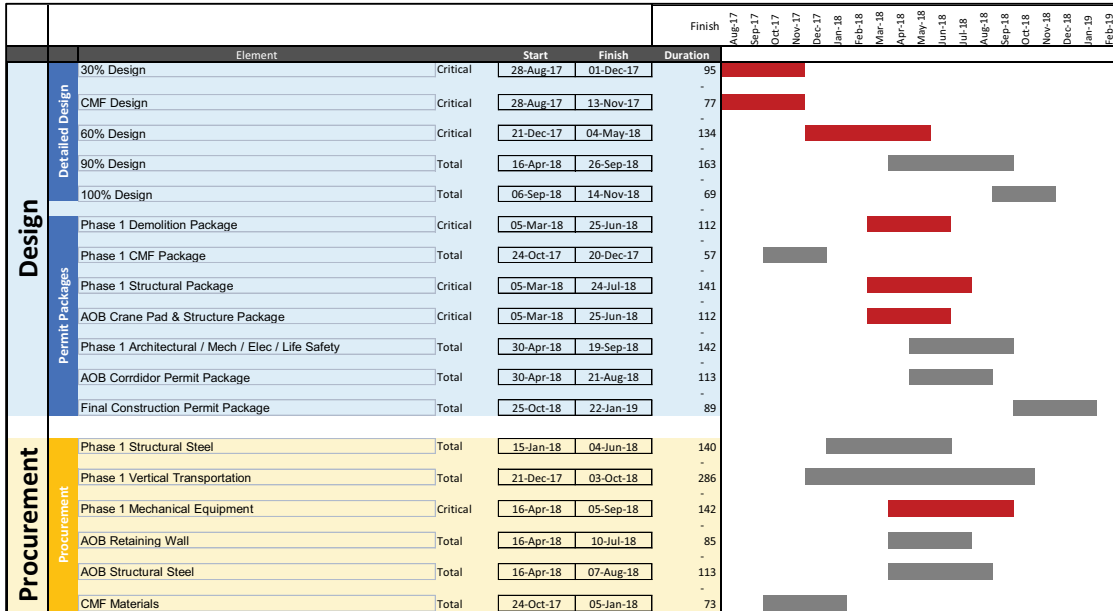 Finish Aug-17 Sep-17 Oct-17 Nov-17 Dec-17 Jan-18 Feb-18 Mar-18 Apr-18 May-18 Jun-18 Jul-18 Aug-18 Sep-18 Oct-18 Nov-18 Dec-18 Jan-19 Feb-19
Element Start Finish Duration
Design
Detailed Design
30% Design Critical 28-Aug-17 01-Dec-17 95
-
CMF Design Critical 28-Aug-17 13-Nov-17 77
-
60% Design Critical 21-Dec-17 04-May-18 134
-
90% Design Total 16-Apr-18 26-Sep-18 163
-
100% Design Total 06-Sep-18 14-Nov-18 69
-
Permit Packages
Phase 1 Demolition Package Critical 05-Mar-18 25-Jun-18 112
-
Phase 1 CMF Package Total 24-Oct-17 20-Dec-17 57
-
Phase 1 Structural Package Critical 05-Mar-18 24-Jul-18 141
-
AOB Crane Pad & Structure Package Critical 05-Mar-18 25-Jun-18 112
-
Phase 1 Architectural / Mech / Elec / Life Safety Total 30-Apr-18 19-Sep-18 142
-
AOB Corrdidor Permit Package Total 30-Apr-18 21-Aug-18 113
-
Final Construction Permit Package Total 25-Oct-18 22-Jan-19 89
Procurement
Procurement
Phase 1 Structural Steel Total 15-Jan-18 04-Jun-18 140
-
Phase 1 Vertical Transportation Total 21-Dec-17 03-Oct-18 286
-
Phase 1 Mechanical Equipment Critical 16-Apr-18 05-Sep-18 142
-
AOB Retaining Wall Total 16-Apr-18 10-Jul-18 85
-
AOB Structural Steel Total 16-Apr-18 07-Aug-18 113
-
CMF Materials Total 24-Oct-17 05-Jan-18 73